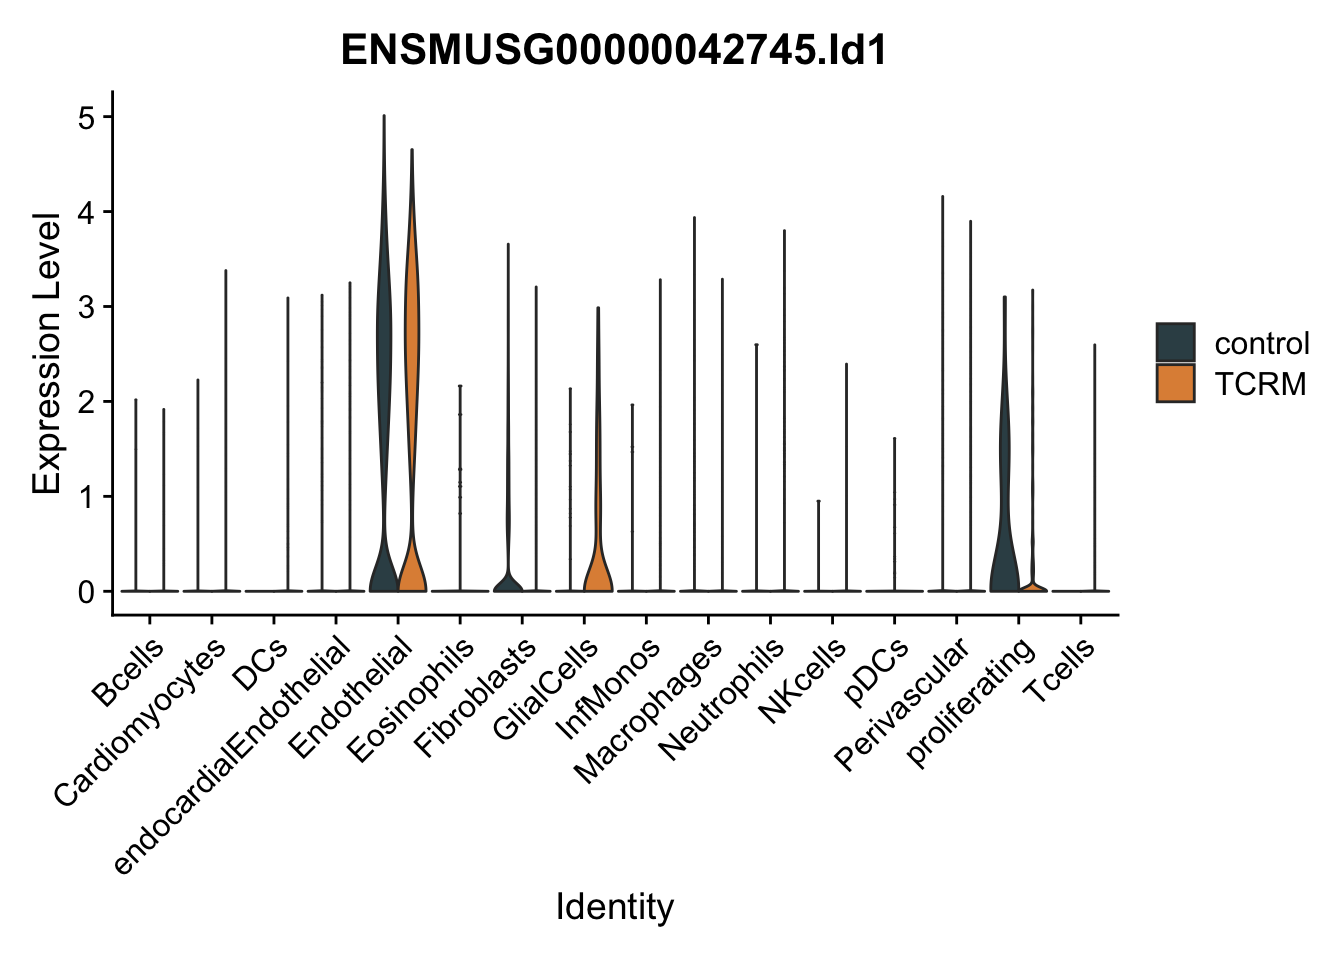 ENSMUSG00000042745.Id1
Expression Level
5
4
3
2
1
0
Bcells
Cardiomyocytes
DCs
endocardialEndothelial
Endothelial
Eosinophils
Fibroblasts
GlialCells
InfMonos
Macrophages
Neutrophils
NKcells
pDCs
Perivascular
proliferating
Tcells
Identity
control
TCRM